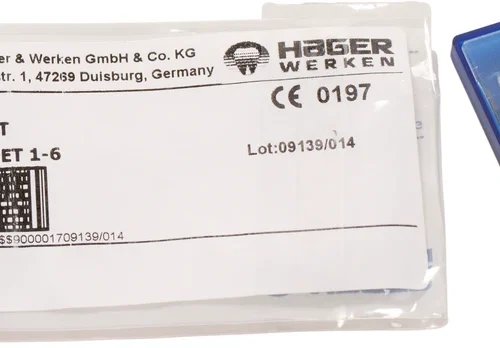 er & Werken GmbH & Co. KG
str. 1, 47269 Duisburg, Germany
HAGER
WERKEN
CE 0197
T
ET 1-6
Lot:09139/014
$$900001709139/014